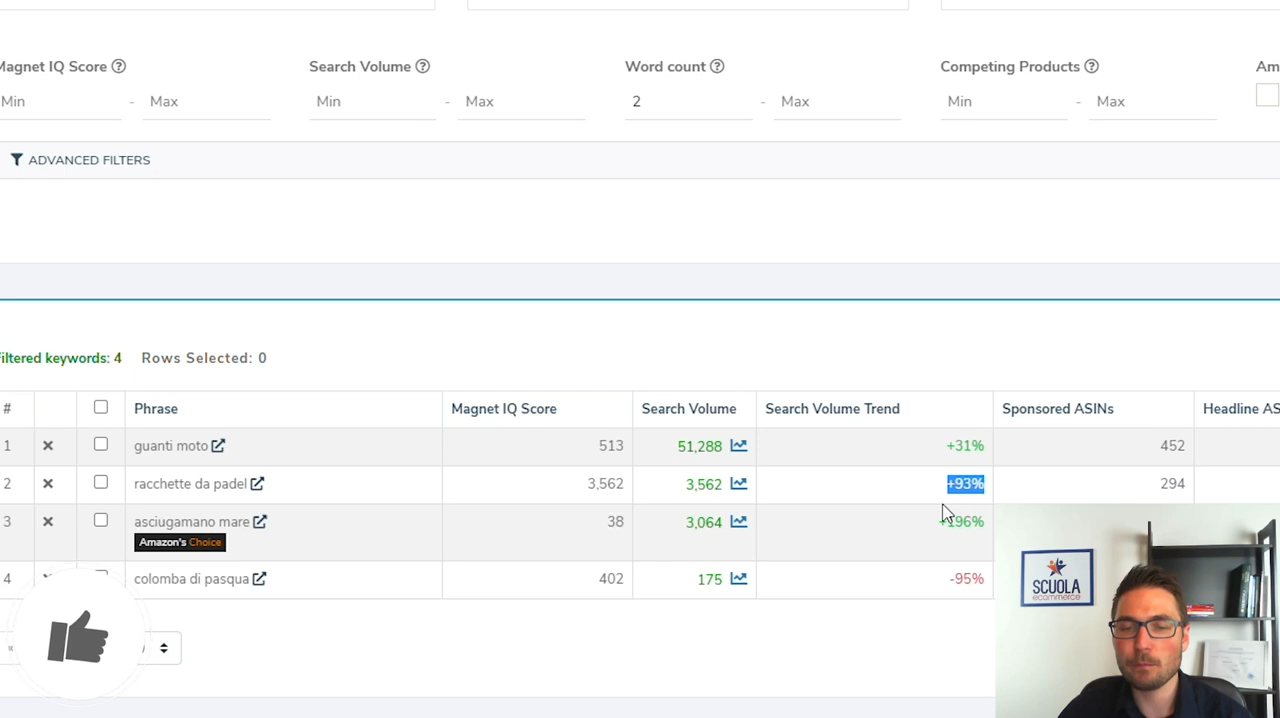 Magnet IQ Score Search Volume Word count Competing Products Am
Min - Max Min - Max 2 - Max Min - Max
ADVANCED FILTERS
Filtered keywords: 4 Rows Selected: 0
# Phrase Magnet IQ Score Search Volume Search Volume Trend Sponsored ASINs Headline AS
1 guanti moto 513 51,288 +31% 452
2 racchette da padel 3,562 3,562 +93% 294
3 asciugamano mare 38 3,064 +196%
Amazon's Choice
4 colomba di pasqua 402 175 -95%
SCUOLA
ecommerce